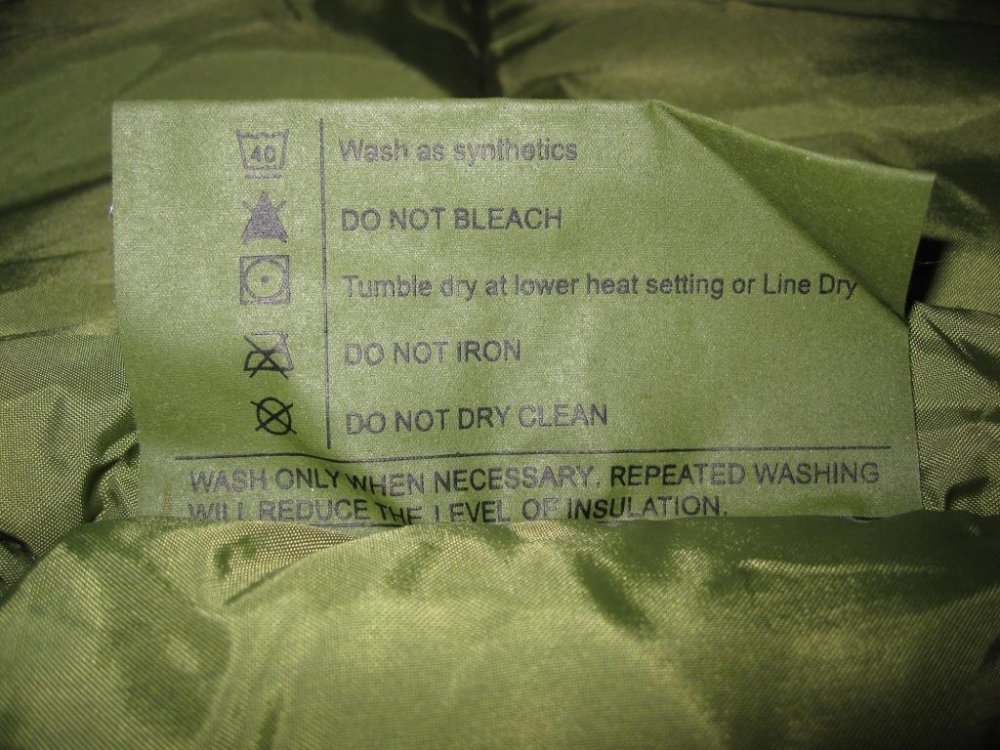 40 Wash as synthetics
DO NOT BLEACH
Tumble dry at lower heat setting or Line Dry
DO NOT IRON
DO NOT DRY CLEAN
WASH ONLY WHEN NECESSARY. REPEATED WASHING
WILL REDUCE THE LEVEL OF INSULATION.